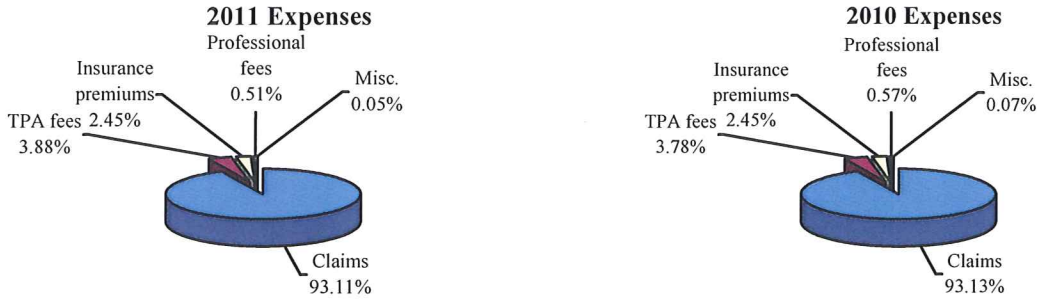 2011 Expenses
Professional
fees
0.51%
Insurance
premiums
2.45%
Misc.
0.05%
TPA fees
3.88%
Claims
93.11%
2010 Expenses
Professional
fees
0.57%
Insurance
premiums
2.45%
Misc.
0.07%
TPA fees
3.78%
Claims
93.13%